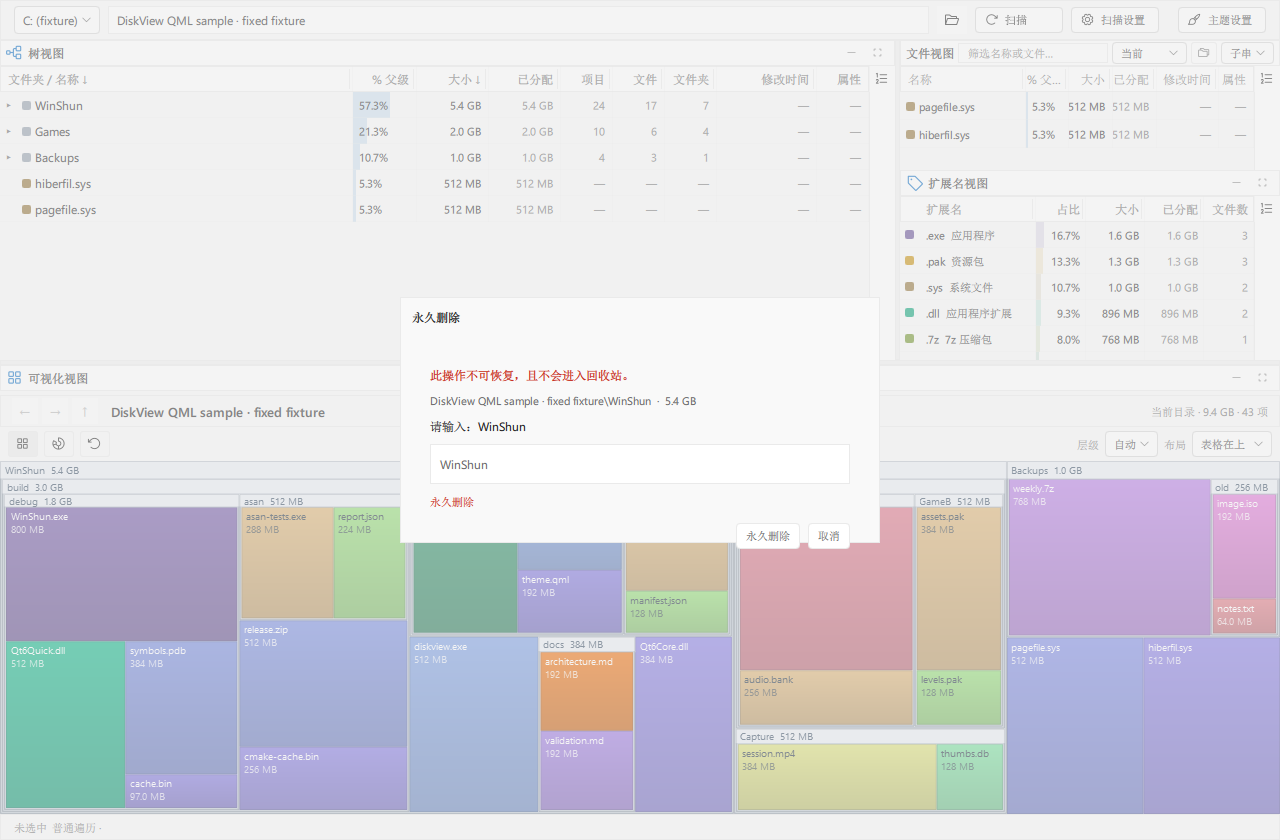 C: (fixture)
DiskView QML sample · fixed fixture
扫描
扫描设置
主题设置
树视图
文件夹 / 名称 ↓ % 父级 大小 ↓ 已分配 项目 文件 文件夹 修改时间 属性
WinShun 57.3% 5.4 GB 5.4 GB 24 17 7 — —
Games 21.3% 2.0 GB 2.0 GB 10 6 4 — —
Backups 10.7% 1.0 GB 1.0 GB 4 3 1 — —
hiberfil.sys 5.3% 512 MB 512 MB — — — — —
pagefile.sys 5.3% 512 MB 512 MB — — — — —
文件视图 筛选名称或文件... 当前 子串
名称 % 父... 大小 已分配 修改时间 属性
pagefile.sys 5.3% 512 MB 512 MB — —
hiberfil.sys 5.3% 512 MB 512 MB — —
扩展名视图
扩展名 占比 大小 已分配 文件数
.exe 应用程序 16.7% 1.6 GB 1.6 GB 3
.pak 资源包 13.3% 1.3 GB 1.3 GB 3
.sys 系统文件 10.7% 1.0 GB 1.0 GB 2
.dll 应用程序扩展 9.3% 896 MB 896 MB 2
.7z 7z 压缩包 8.0% 768 MB 768 MB 1
永久删除
此操作不可恢复，且不会进入回收站。
DiskView QML sample · fixed fixture\WinShun · 5.4 GB
请输入：WinShun
WinShun
永久删除
永久删除
取消
可视化视图
← → ↑ DiskView QML sample · fixed fixture
当前目录 · 9.4 GB · 43 项
层级 自动 布局 表格在上
WinShun 5.4 GB
build 3.0 GB
debug 1.8 GB
WinShun.exe
800 MB
Qt6Quick.dll
512 MB
symbols.pdb
384 MB
cache.bin
97.0 MB
asan 512 MB
asan-tests.exe
288 MB
report.json
224 MB
release.zip
512 MB
cmake-cache.bin
256 MB
theme.qml
192 MB
manifest.json
128 MB
diskview.exe
512 MB
docs 384 MB
architecture.md
192 MB
validation.md
192 MB
Qt6Core.dll
384 MB
audio.bank
256 MB
GameB 512 MB
assets.pak
384 MB
levels.pak
128 MB
Capture 512 MB
session.mp4
384 MB
thumbs.db
128 MB
Backups 1.0 GB
weekly.7z
768 MB
old 256 MB
image.iso
192 MB
notes.txt
64.0 MB
pagefile.sys
512 MB
hiberfil.sys
512 MB
未选中 普通遍历 ·